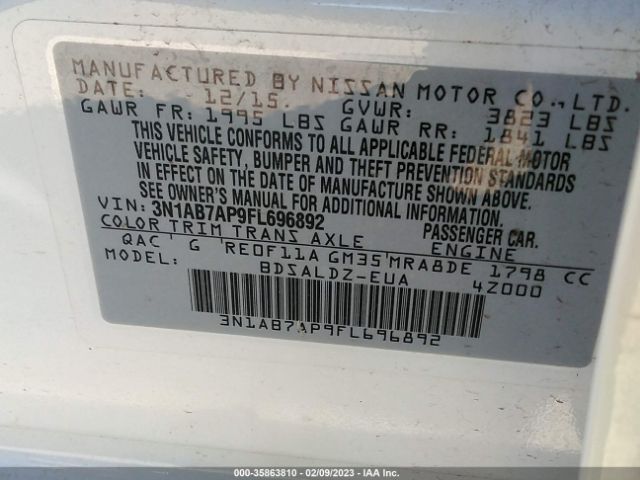 MANUFACTURED BY NISSAN MOTOR CO., LTD.
DATE: 12/15. GVWR: 3823 LBS
GAWR FR: 1995 LBS GAWR RR: 1841 LBS
THIS VEHICLE CONFORMS TO ALL APPLICABLE FEDERAL MOTOR
VEHICLE SAFETY, BUMPER AND THEFT PREVENTION STANDARDS
IN EFFECT ON THE DATE OF MANUFACTURE SHOWN ABOVE.
SEE OWNER'S MANUAL FOR ADDITIONAL INFORMATION.
VIN: 3N1AB7AP9FL696892 PASSENGER CAR.
COLOR TRIM TRANS AXLE ENGINE
QAC G RE0F11A GM35 MRA8DE 1798 CC
MODEL BDSALDZ-EUA 4Z000
3N1AB7AP9FL696892
000-35863810 | 02/09/2023 | IAA Inc.